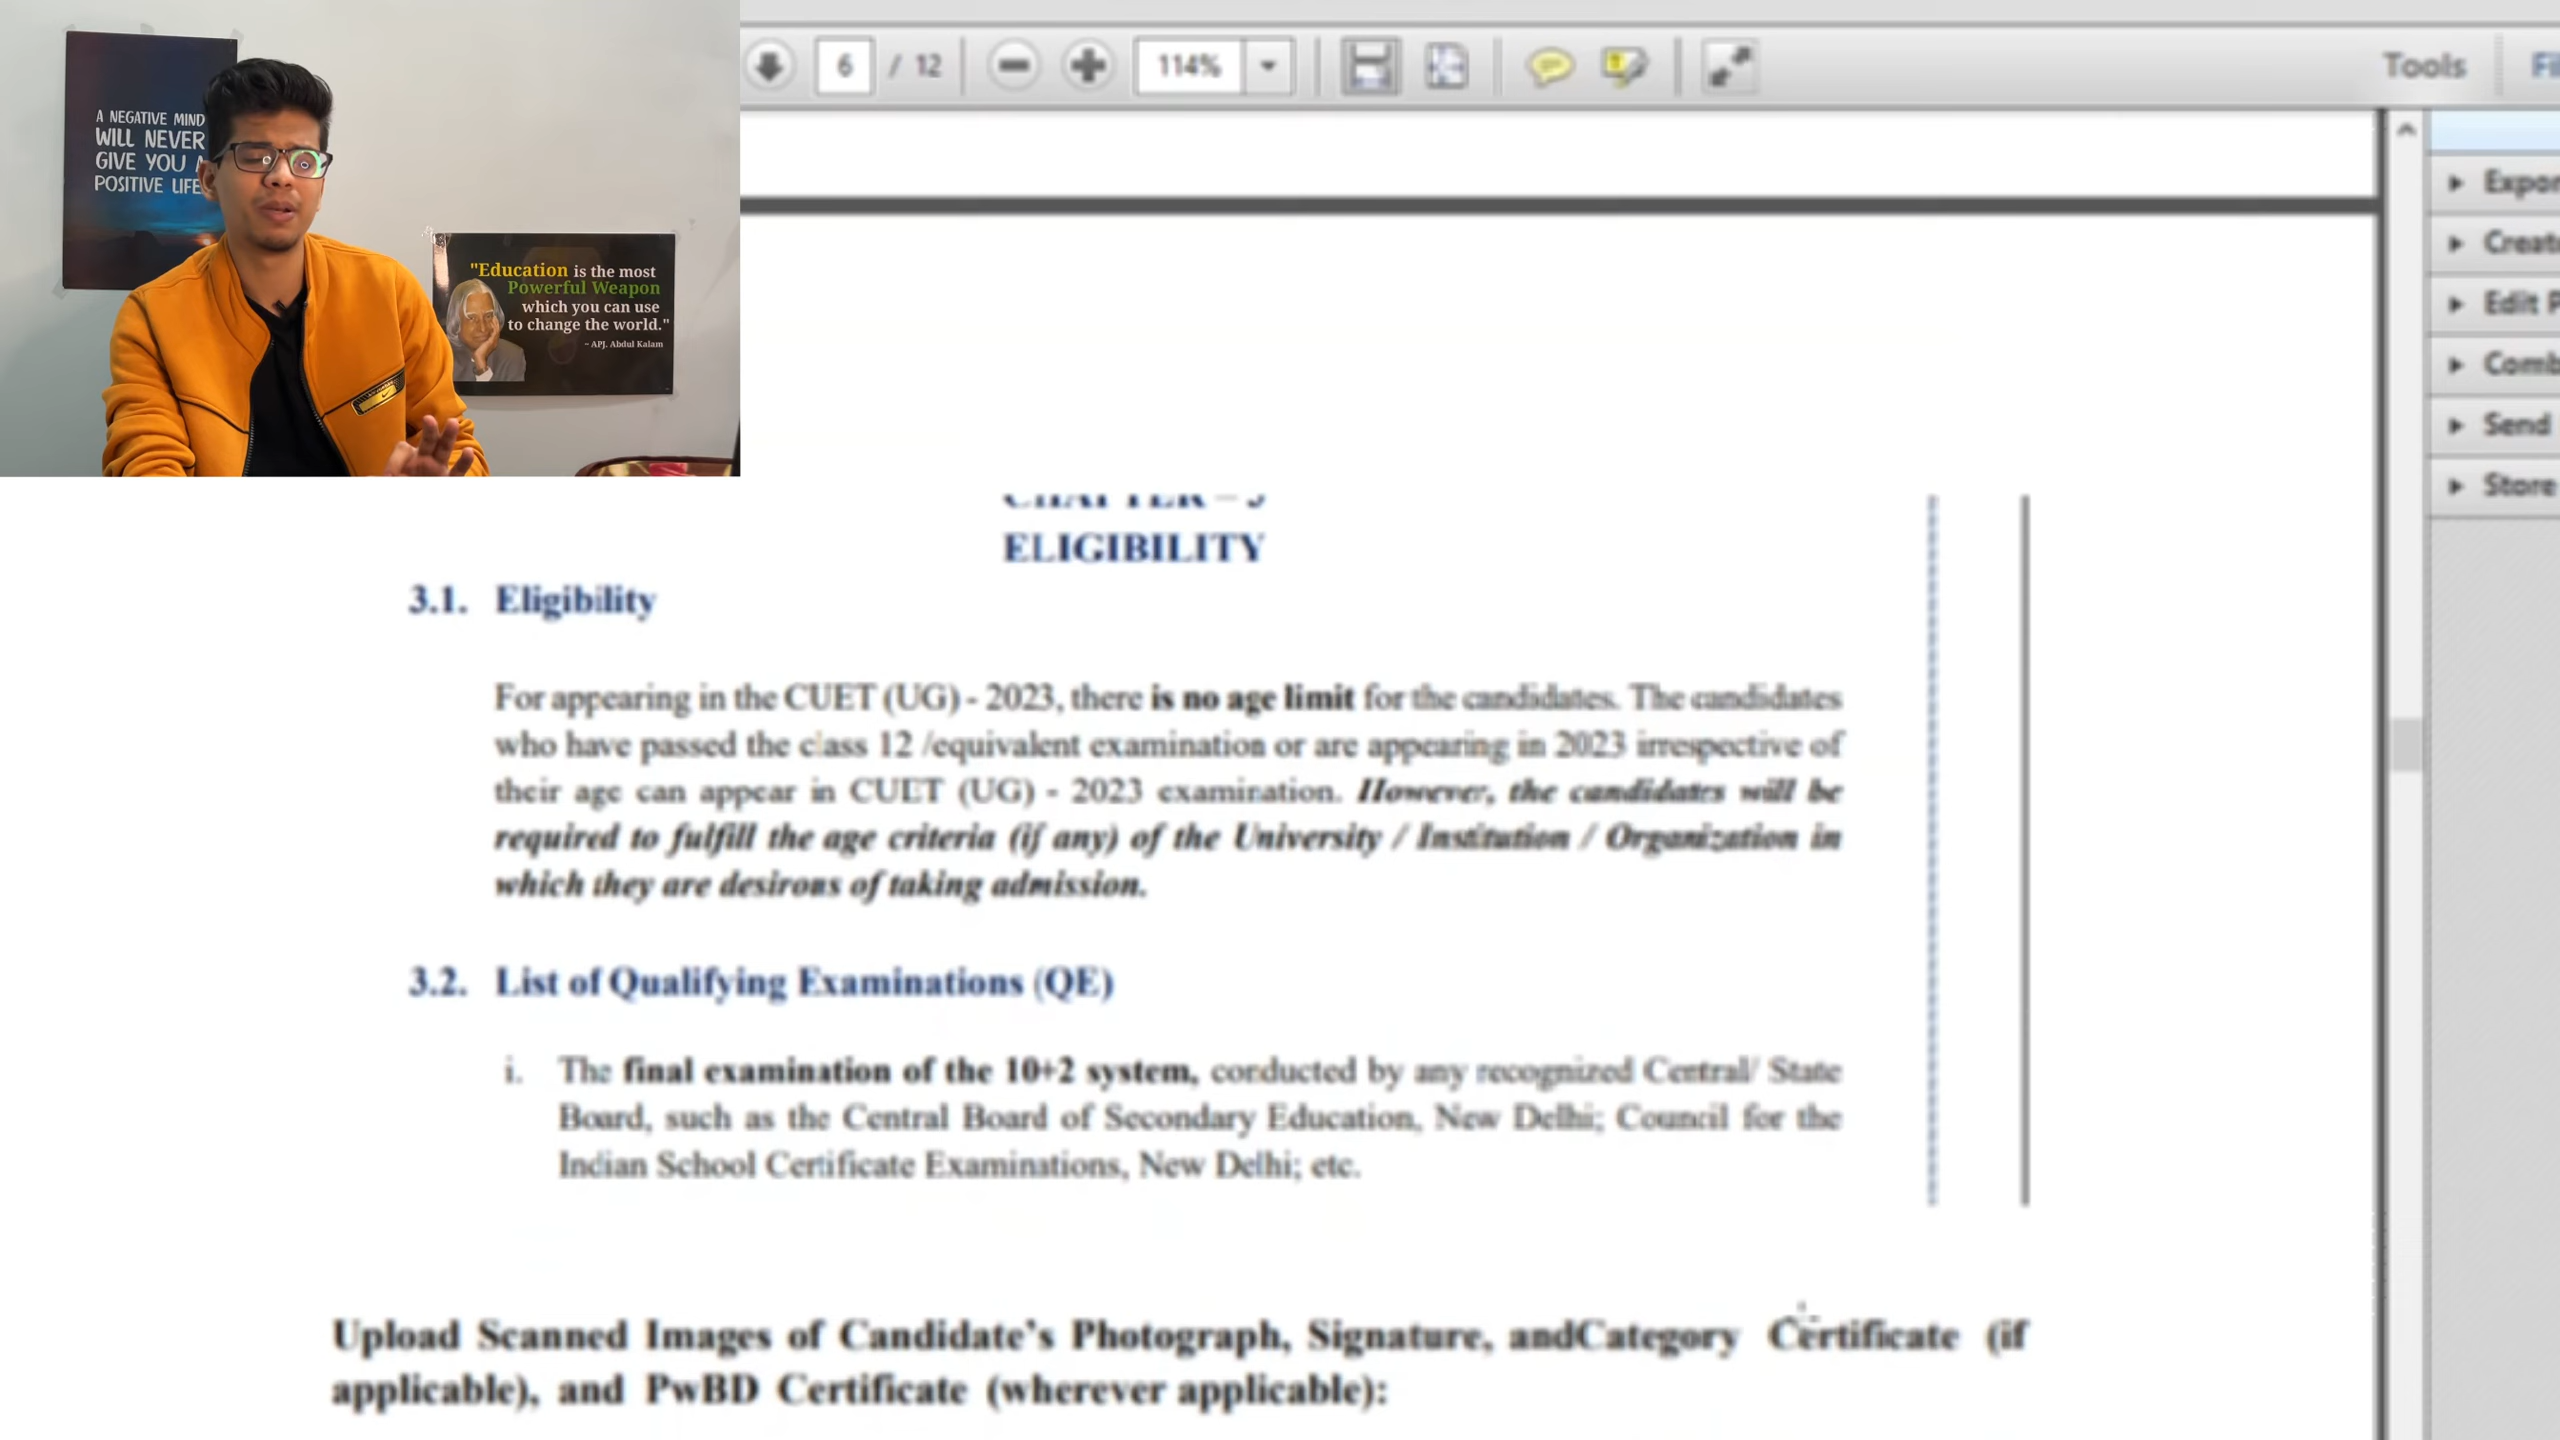 A NEGATIVE MIND
WILL NEVER
GIVE YOU A
POSITIVE LIFE
"Education is the most
Powerful Weapon
which you can use
to change the world."
- APJ. Abdul Kalam
6 / 12
114%
Tools
Send
Store
ELIGIBILITY
3.1. Eligibility
For appearing in the CUET (UG) - 2023, there is no age limit for the candidates. The candidates
who have passed the class 12 /equivalent examination or are appearing in 2023 irrespective of
their age can appear in CUET (UG) - 2023 examination. However, the candidates will be
required to fulfill the age criteria (if any) of the University / Institution / Organization in
which they are desirous of taking admission.
3.2. List of Qualifying Examinations (QE)
i. The final examination of the 10+2 system, conducted by any recognized Central/ State
Board, such as the Central Board of Secondary Education, New Delhi; Council for the
Indian School Certificate Examinations, New Delhi; etc.
Upload Scanned Images of Candidate's Photograph, Signature, andCategory Certificate (if
applicable), and PwBD Certificate (wherever applicable):